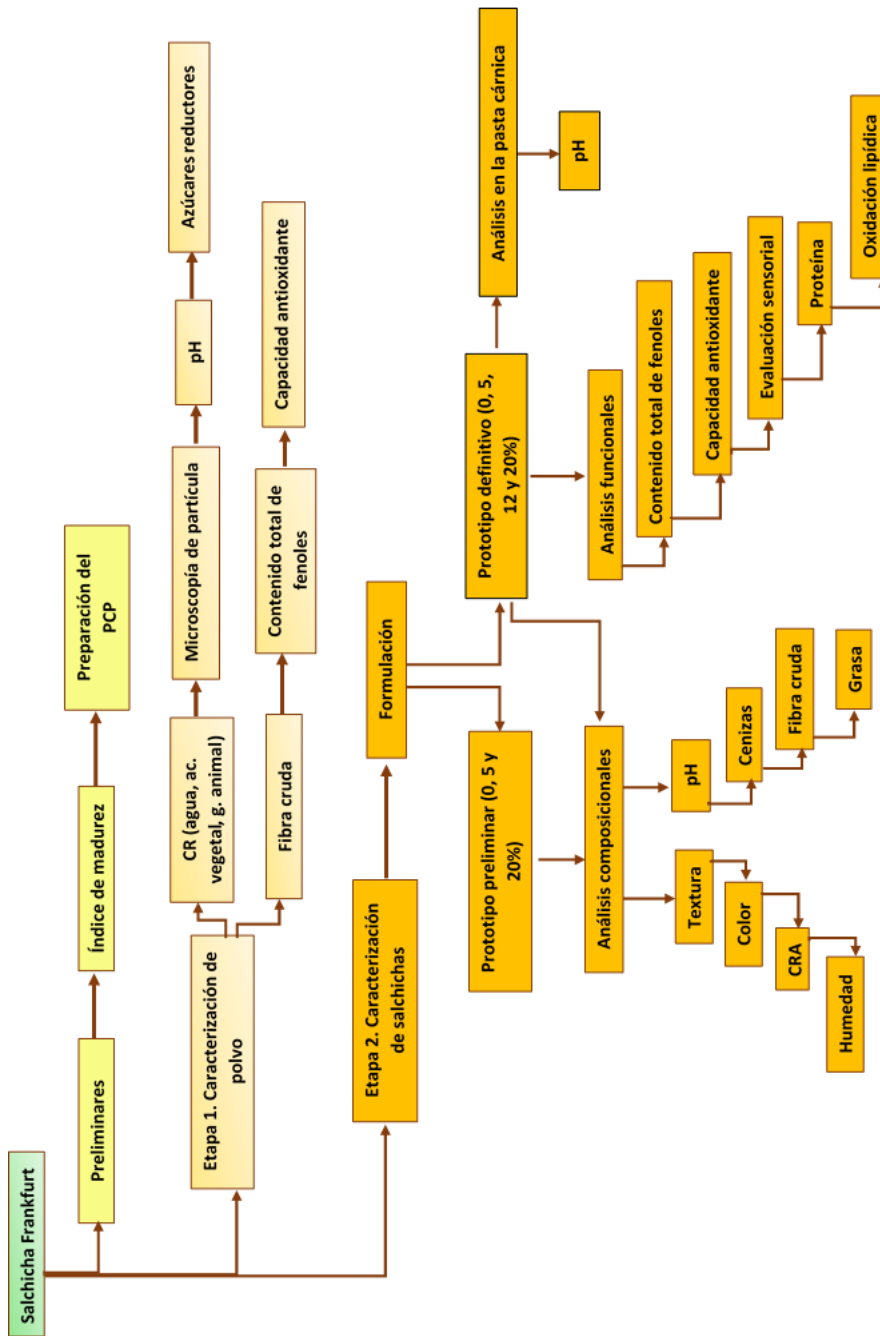 Salchicha Frankfurt
Preliminares
Índice de madurez
Preparación del
PCP
Etapa 1. Caracterización de
polvo
CR (agua, ac.
vegetal, g. animal)
Microscopía de partícula
pH
Azúcares reductores
Fibra cruda
Contenido total de
fenoles
Capacidad antioxidante
Etapa 2. Caracterización
de salchichas
Formulación
Prototipo preliminar (0, 5 y
20%)
Prototipo definitivo (0, 5,
12 y 20%)
Análisis composicionales
Textura
Color
CRA
Humedad
pH
Cenizas
Fibra cruda
Grasa
Análisis funcionales
Contenido total de fenoles
Capacidad antioxidante
Evaluación sensorial
Proteína
Oxidación lipídica
Análisis en la pasta cárnica
pH